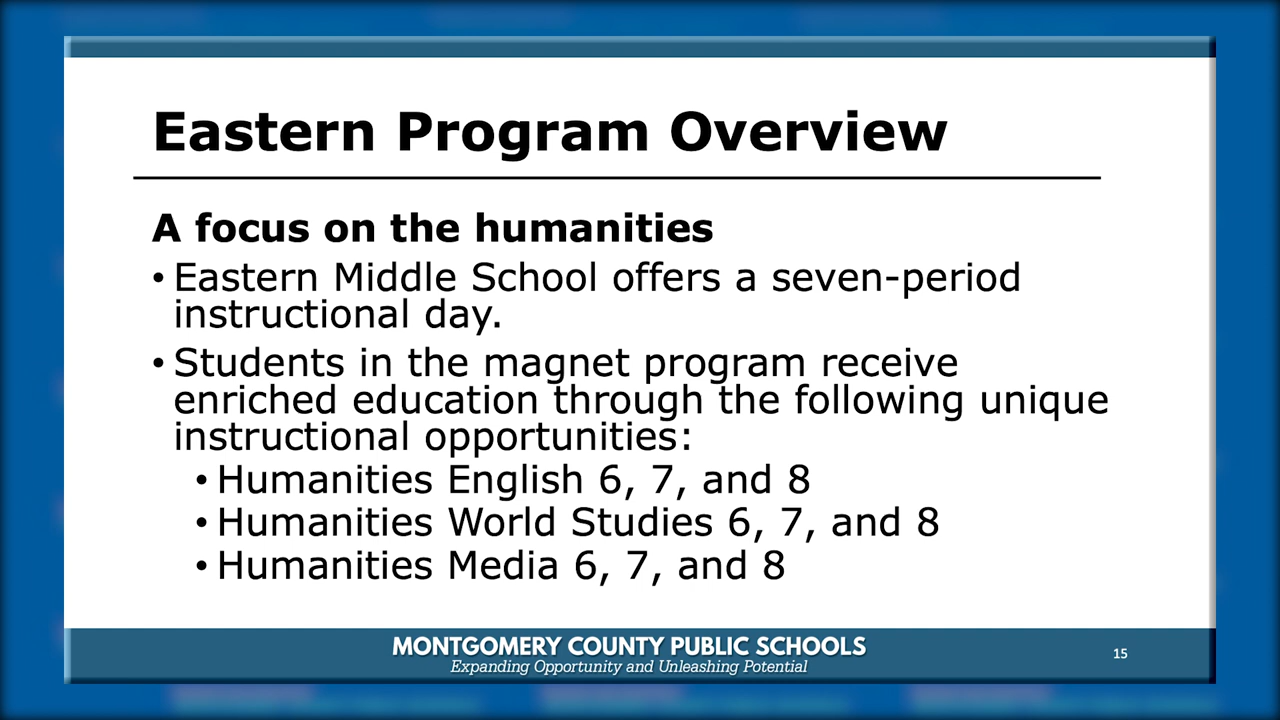 Eastern Program Overview
A focus on the humanities
• Eastern Middle School offers a seven-period
instructional day.
• Students in the magnet program receive
enriched education through the following unique
instructional opportunities:
• Humanities English 6, 7, and 8
• Humanities World Studies 6, 7, and 8
• Humanities Media 6, 7, and 8
MONTGOMERY COUNTY PUBLIC SCHOOLS
Expanding Opportunity and Unleashing Potential
15